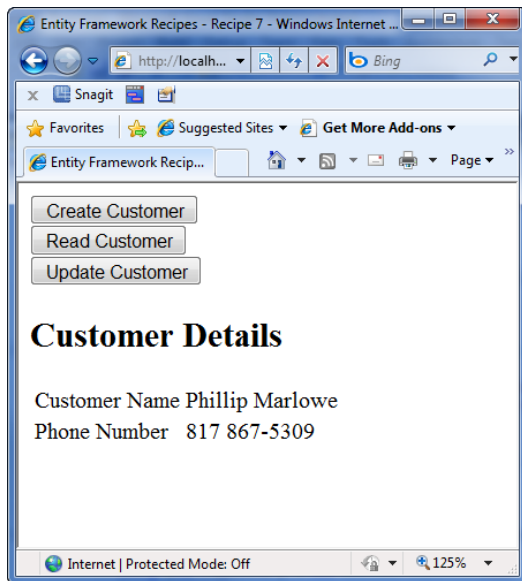 Entity Framework Recipes - Recipe 7 - Windows Internet ...
http://localh...
Bing
x Snagit
Favorites Suggested Sites Get More Add-ons
Entity Framework Recip...
Page
Create Customer
Read Customer
Update Customer
Customer Details
Customer Name Phillip Marlowe
Phone Number 817 867-5309
Internet | Protected Mode: Off
125%